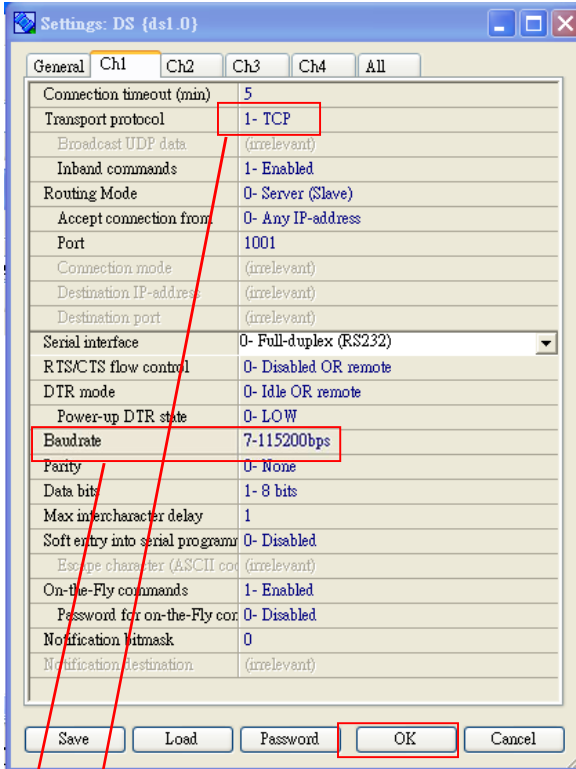 Settings: DS {ds1.0}
General Ch1 Ch2 Ch3 Ch4 All
Connection timeout (min) 5
Transport protocol 1- TCP
Broadcast UDP data (irrelevant)
Inband commands 1- Enabled
Routing Mode 0- Server (Slave)
Accept connection from 0- Any IP-address
Port 1001
Connection mode (irrelevant)
Destination IP-address (irrelevant)
Destination port (irrelevant)
Serial interface 0- Full-duplex (RS232)
RTS/CTS flow control 0- Disabled OR remote
DTR mode 0- Idle OR remote
Power-up DTR state 0- LOW
Baudrate 7-115200bps
Parity 0- None
Data bits 1- 8 bits
Max intercharacter delay 1
Soft entry into serial programm 0- Disabled
Escape character (ASCII coc (irrelevant)
On-the-Fly commands 1- Enabled
Password for on-the-Fly con 0- Disabled
Notification bitmask 0
Notification destination (irrelevant)
Save Load Password OK Cancel